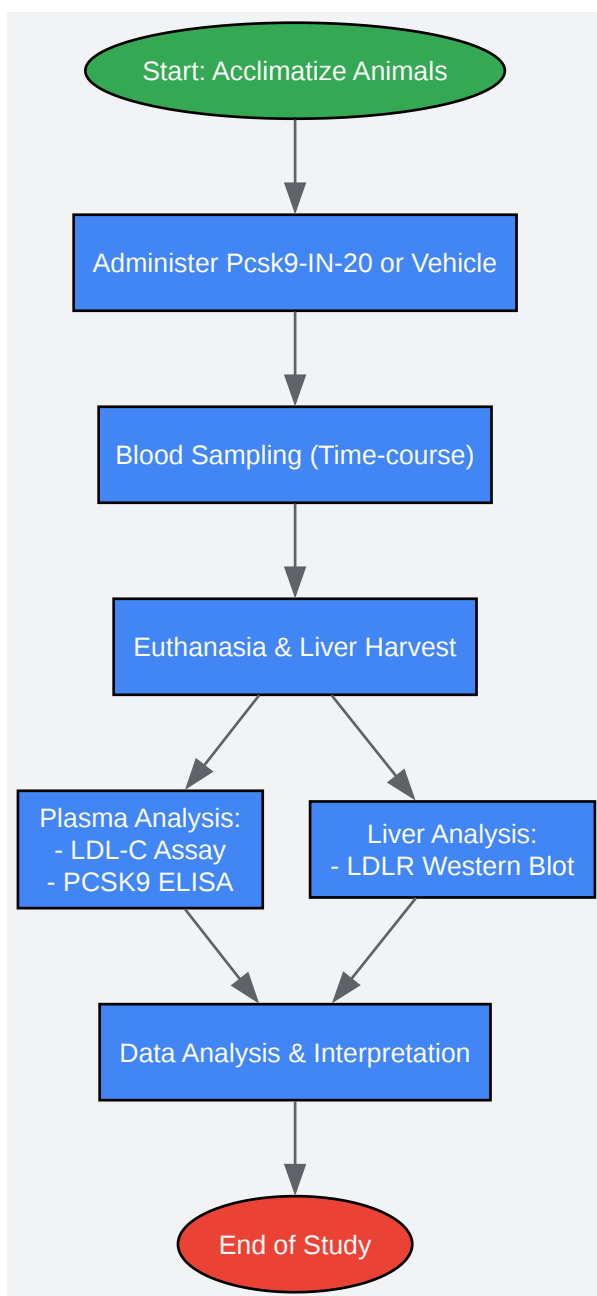 Start: Acclimatize Animals
Administer Pcsk9-IN-20 or Vehicle
Blood Sampling (Time-course)
Euthanasia & Liver Harvest
Plasma Analysis:
- LDL-C Assay
- PCSK9 ELISA
Liver Analysis:
- LDLR Western Blot
Data Analysis & Interpretation
End of Study